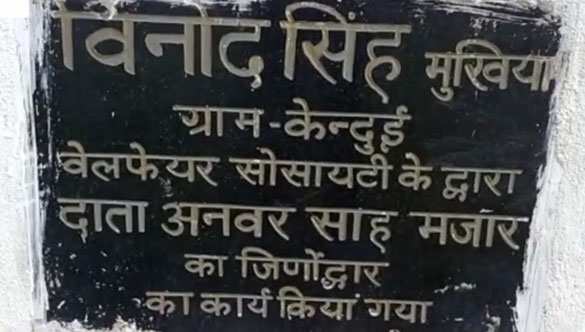 विनोद सिंह मुखिया
ग्राम-केन्दुई
वेलफेयर सोसायटी के द्वारा
दाता अनवर साह मजार
का जिर्णोद्धार
का कार्य किया गया